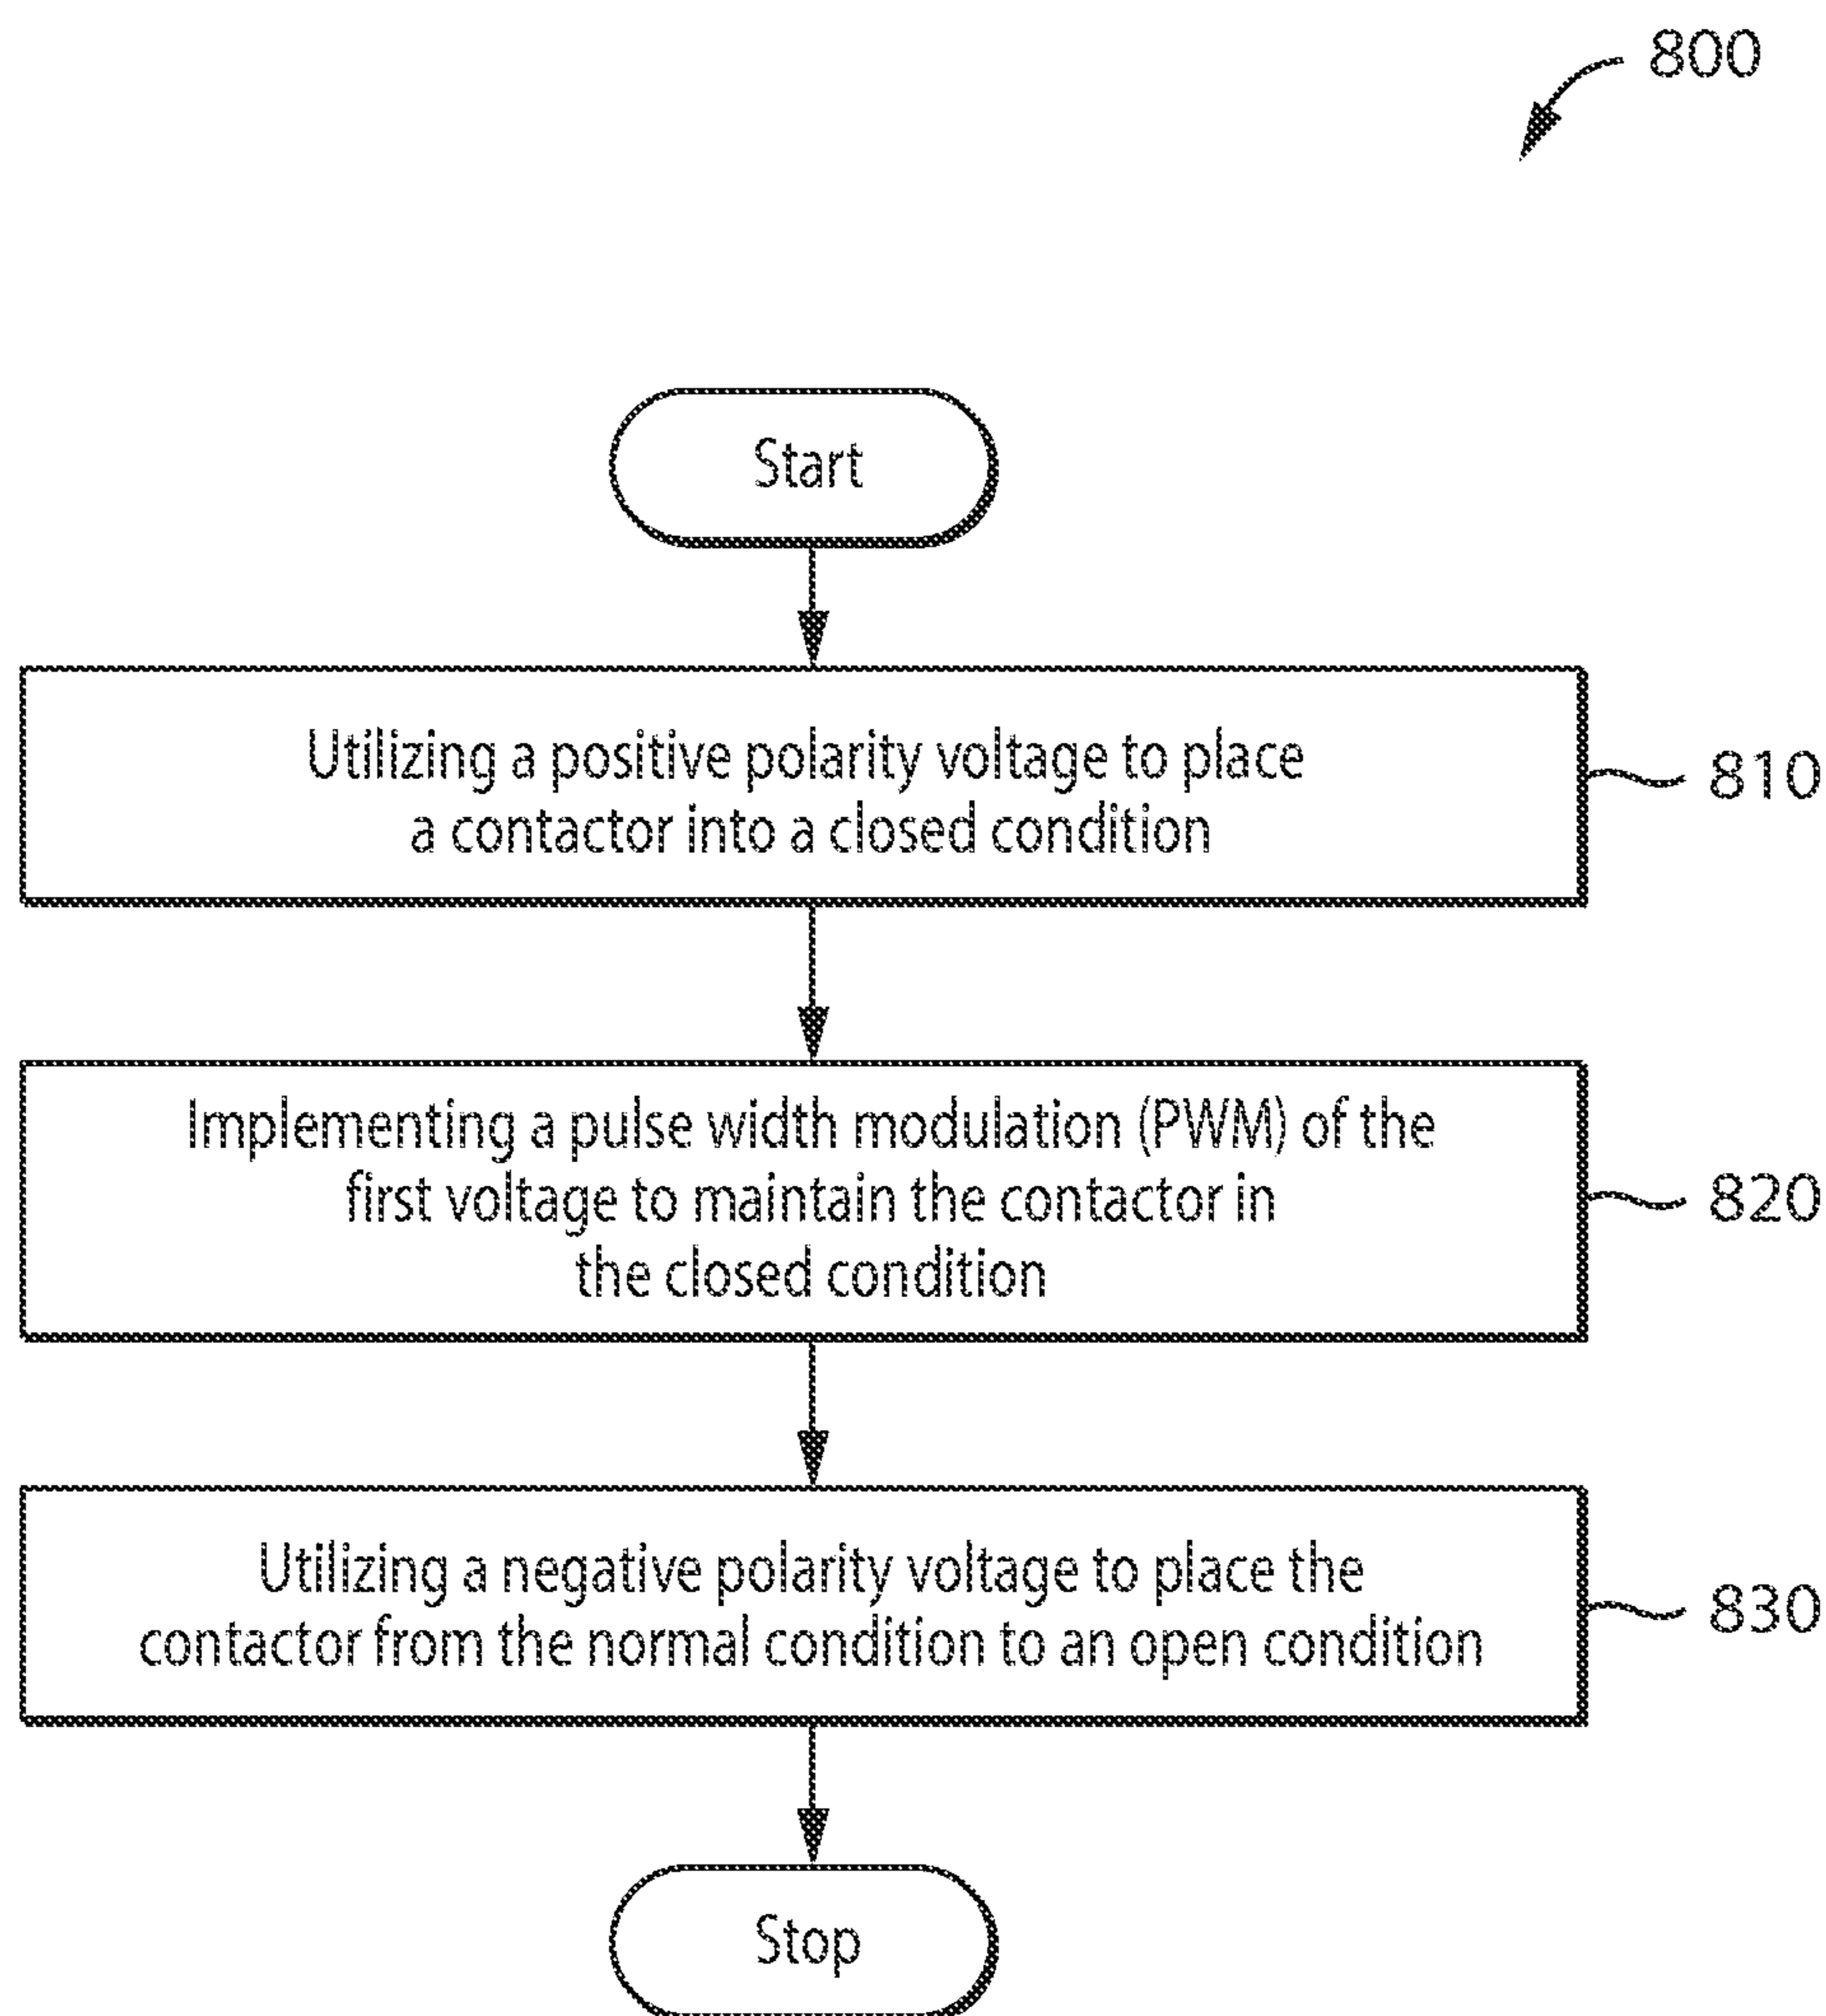 800
Start
Utilizing a positive polarity voltage to place
a contactor into a closed condition
810
Implementing a pulse width modulation (PWM) of the
first voltage to maintain the contactor in
the closed condition
820
Utilizing a negative polarity voltage to place the
contactor from the normal condition to an open condition
830
Stop